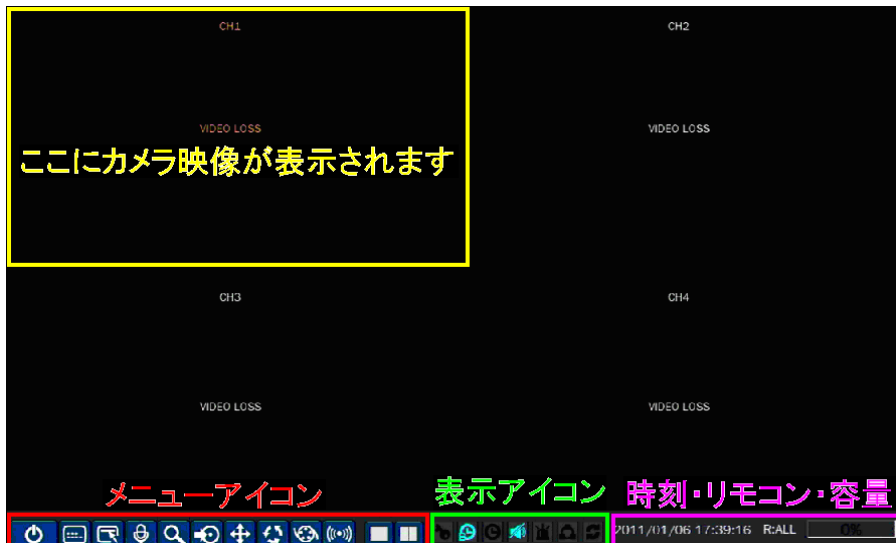 CH1
CH2
VIDEO LOSS
VIDEO LOSS
ここにカメラ映像が表示されます
CH3
CH4
VIDEO LOSS
VIDEO LOSS
メニューアイコン
表示アイコン
時刻・リモコン・容量
2011/01/06 17:39:16 R:ALL 0%